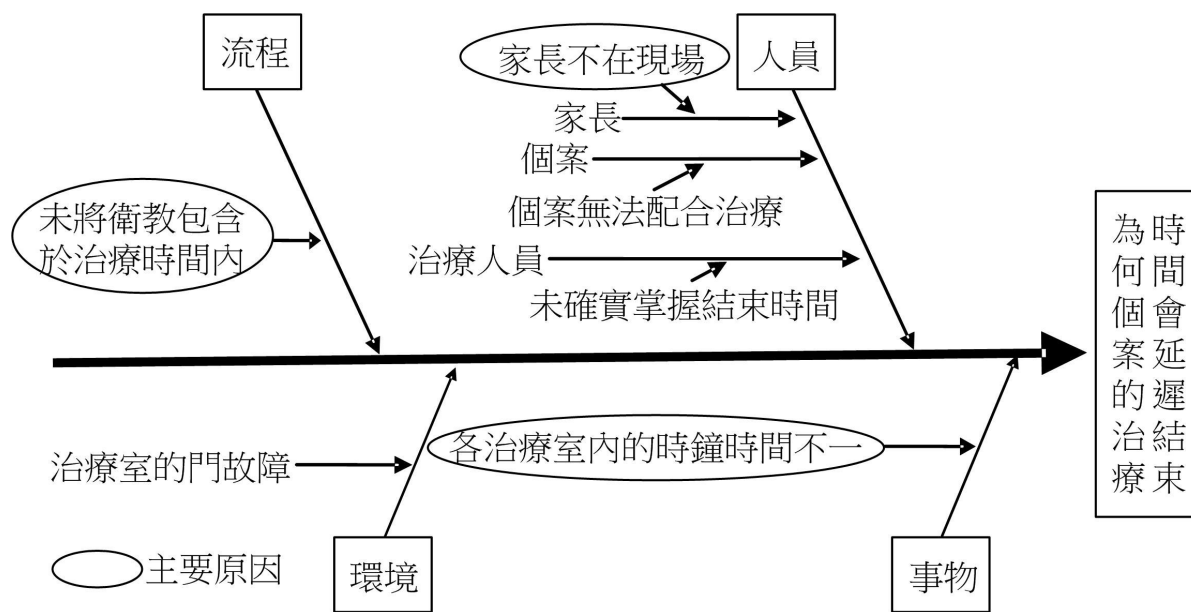 流程
人員
家長不在現場
家長
個案
個案無法配合治療
治療人員
未確實掌握結束時間
未將衛教包含
於治療時間內
為何個案的治療
時間會延遲結束
治療室的門故障
各治療室內的時鐘時間不一
主要原因
環境
事物